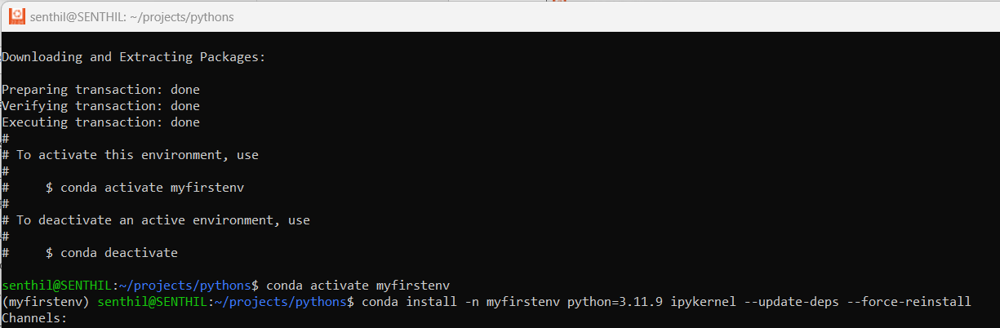 senthil@SENTHIL: ~/projects/pythons
Downloading and Extracting Packages:
Preparing transaction: done
Verifying transaction: done
Executing transaction: done
#
# To activate this environment, use
#
#     $ conda activate myfirstenv
#
# To deactivate an active environment, use
#
#     $ conda deactivate
senthil@SENTHIL:~/projects/pythons$ conda activate myfirstenv
(myfirstenv) senthil@SENTHIL:~/projects/pythons$ conda install -n myfirstenv python=3.11.9 ipykernel --update-deps --force-reinstall
Channels: